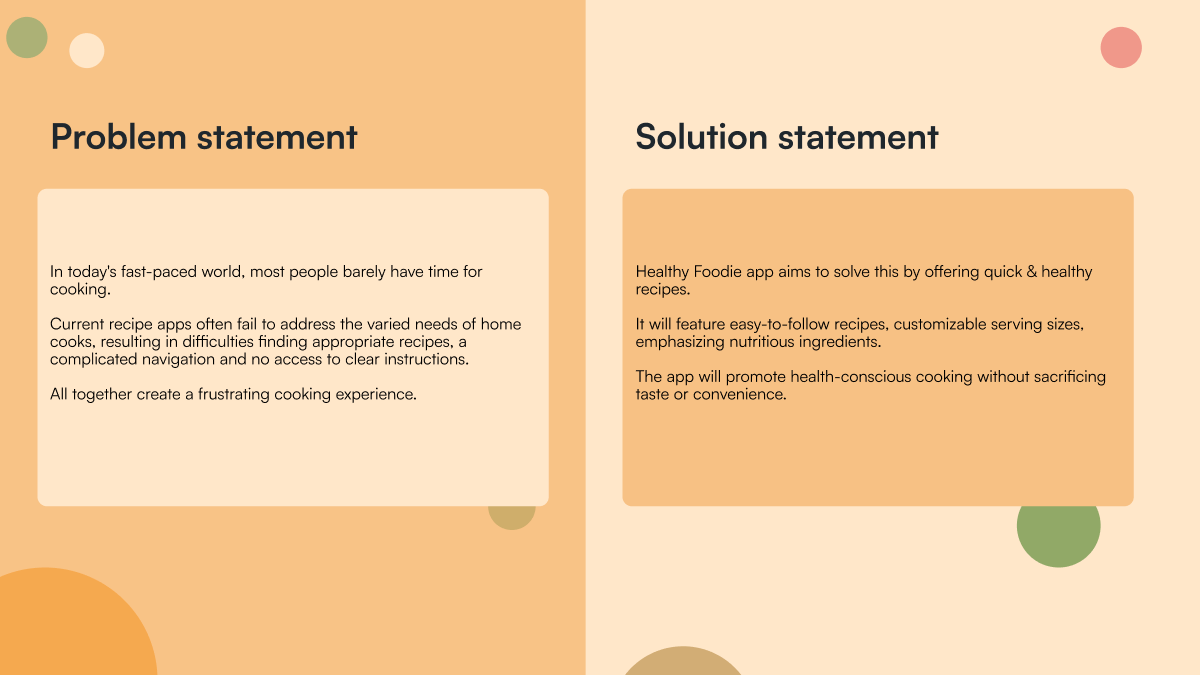 Problem statement
In today's fast-paced world, most people barely have time for
cooking.
Current recipe apps often fail to address the varied needs of home
cooks, resulting in difficulties finding appropriate recipes, a
complicated navigation and no access to clear instructions.
All together create a frustrating cooking experience.
Solution statement
Healthy Foodie app aims to solve this by offering quick & healthy
recipes.
It will feature easy-to-follow recipes, customizable serving sizes,
emphasizing nutritious ingredients.
The app will promote health-conscious cooking without sacrificing
taste or convenience.